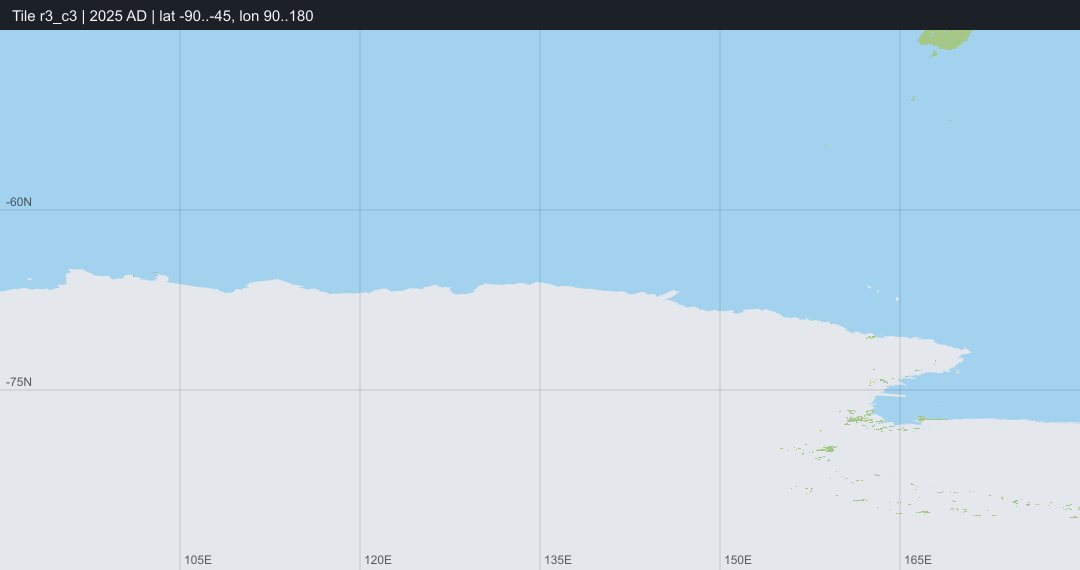 Tile r3_c3 | 2025 AD | lat -90..-45, lon 90..180
-60N
-75N
105E 120E 135E 150E 165E